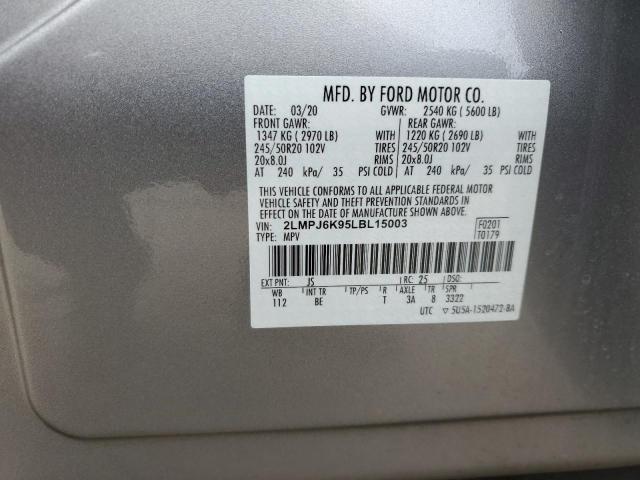 MFD. BY FORD MOTOR CO.
DATE: 03/20 GVWR: 2540 KG (5600 LB)
FRONT GAWR: REAR GAWR:
1347 KG (2970 LB) WITH 1220 KG (2690 LB) WITH
245/50R20 102V TIRES 245/50R20 102V TIRES
20x8.0J RIMS 20x8.0J RIMS
AT 240 kPa/ 35 PSI COLD AT 240 kPa/ 35 PSI COLD
THIS VEHICLE CONFORMS TO ALL APPLICABLE FEDERAL MOTOR
VEHICLE SAFETY AND THEFT PREVENTION STANDARDS IN
EFFECT ON THE DATE OF MANUFACTURE SHOWN ABOVE.
VIN: 2LMPJ6K95LBL15003 F0201
TYPE: MPV T0179
EXT PNT: JS RC: 25 DSO:
WB INT TR TP/PS R AXLE TR SPR
112 BE T 3A 8 3322
UTC ▽ 5U5A-1520472-BA